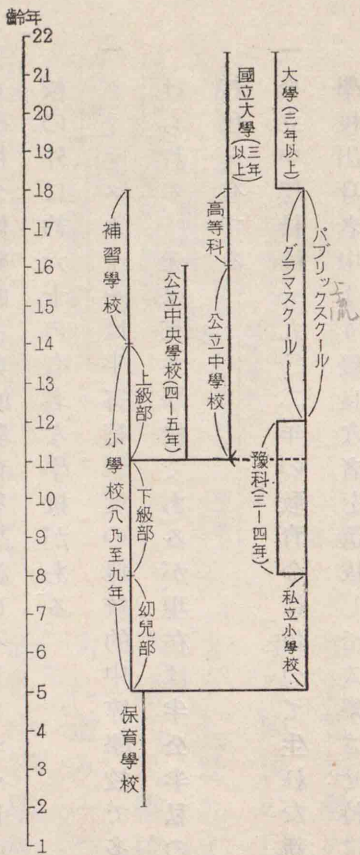 年齢
22
21
20
19
18
17
16
15
14
13
12
11
10
9
8
7
6
5
4
3
2
1
大學(三年以上)
パブリックスクール
グラマスクール
豫科(三―四年)
私立小學校
國立大學(三年以上)
高等科
公立中學校
公立中央學校(四―五年)
補習學校
上級部
小學校(八乃至九年)
下級部
幼兒部
保育學校